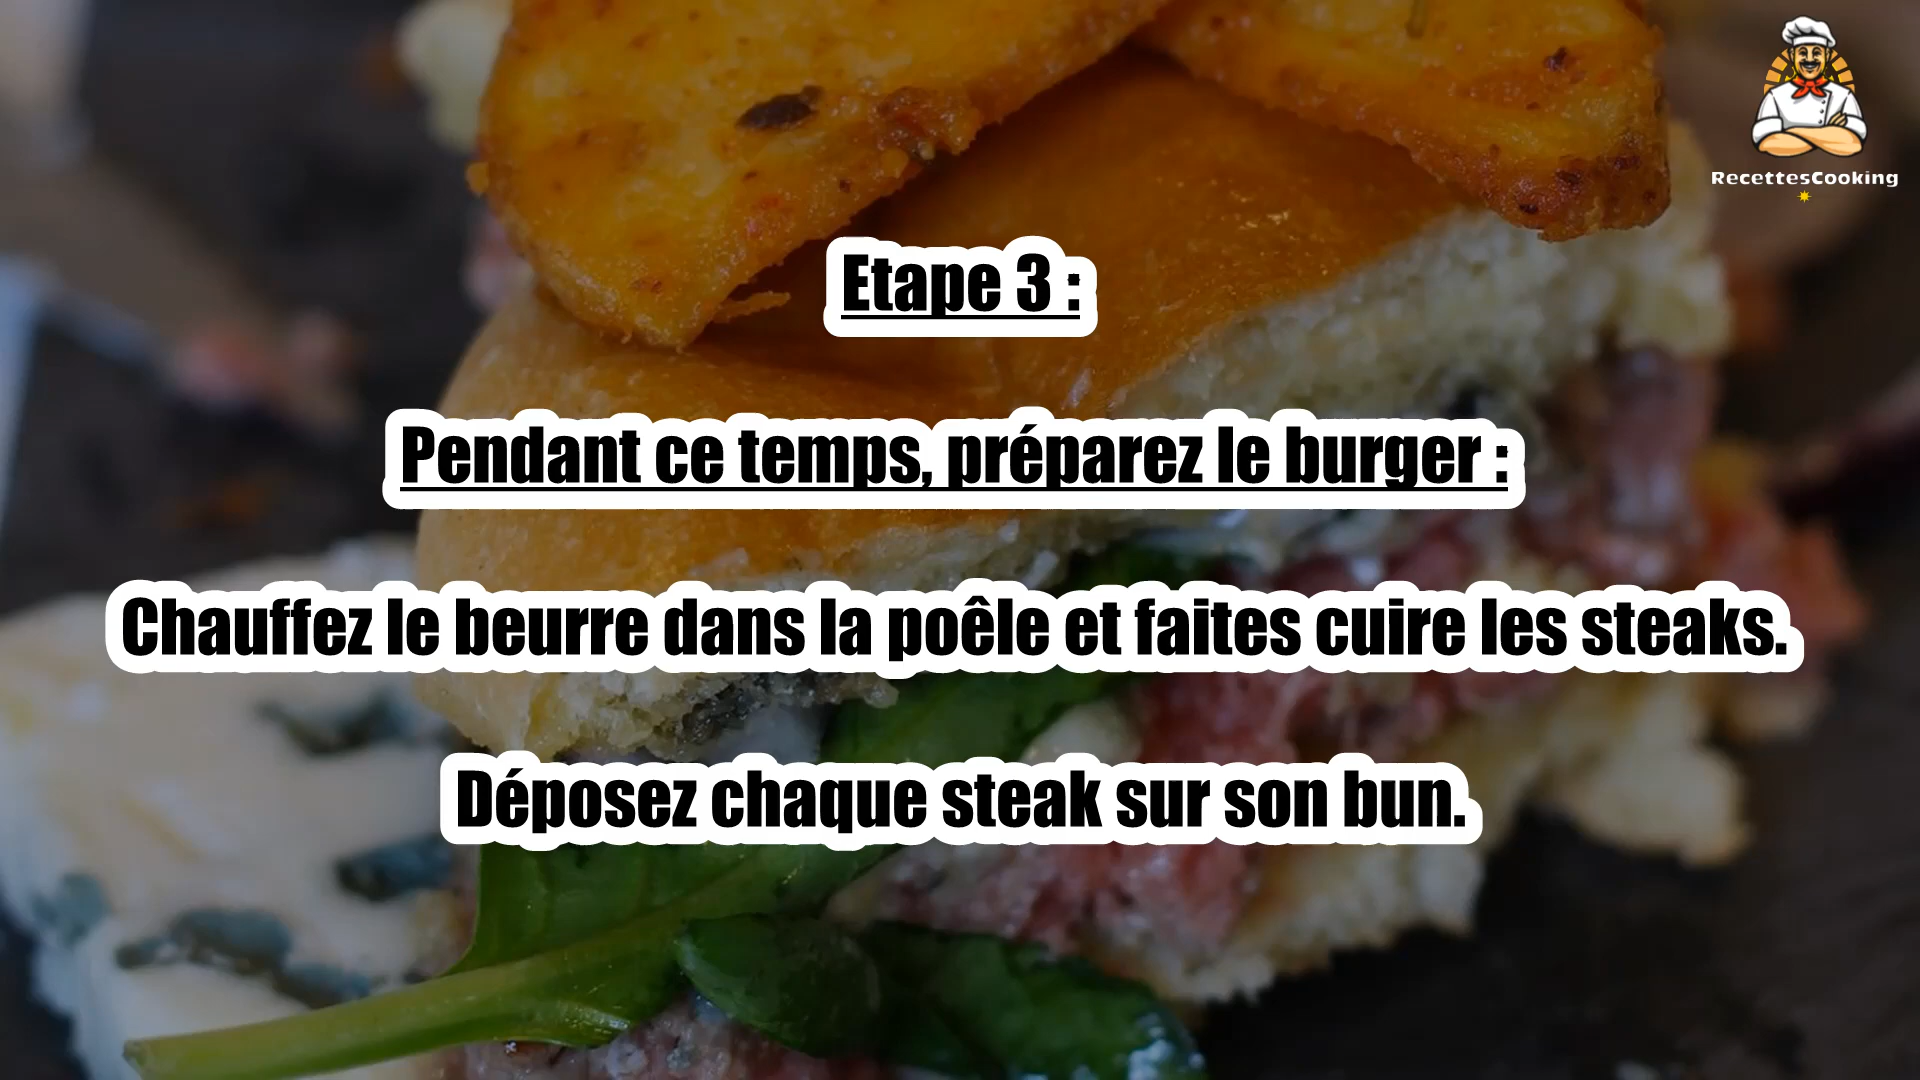 RecettesCooking
Etape 3 :
Pendant ce temps, préparez le burger :
Chauffez le beurre dans la poêle et faites cuire les steaks.
Déposez chaque steak sur son bun.